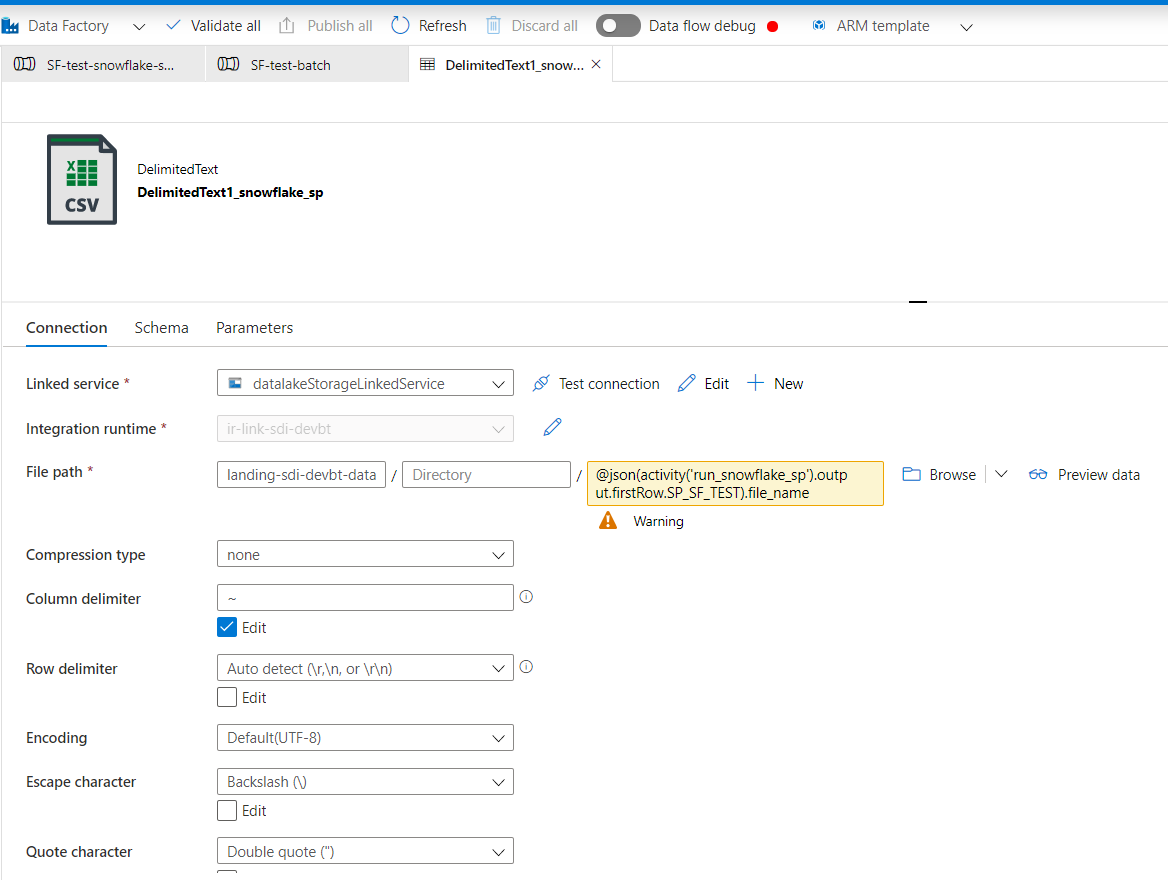 Data Factory Validate all Publish all Refresh Discard all Data flow debug ARM template
SF-test-snowflake-s... SF-test-batch DelimitedText1_snow...
CSV
DelimitedText
DelimitedText1_snowflake_sp
Connection Schema Parameters
Linked service * datalakeStorageLinkedService Test connection Edit New
Integration runtime * ir-link-sdi-devbt
File path * landing-sdi-devbt-data / Directory / @json(activity('run_snowflake_sp').outp
ut.firstRow.SP_SF_TEST).file_name Browse Preview data
Warning
Compression type none
Column delimiter ~
Edit
Row delimiter Auto detect (\r,\n, or \r\n)
Edit
Encoding Default(UTF-8)
Escape character Backslash (\)
Edit
Quote character Double quote (")